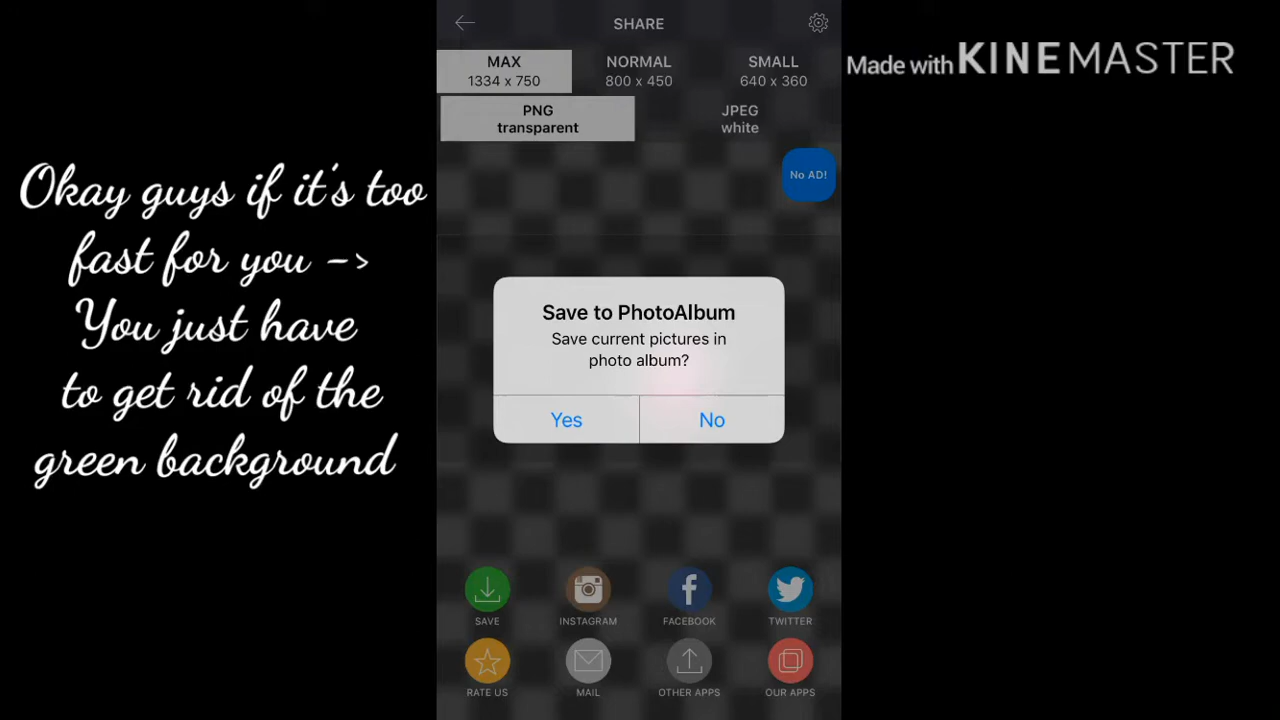 SHARE
MAX
1334 x 750
NORMAL
800 x 450
SMALL
640 x 360
PNG
transparent
JPEG
white
No AD!
Made with KINEMASTER
Okay guys if it's too
fast for you ->
You just have
to get rid of the
green background
Save to PhotoAlbum
Save current pictures in
photo album?
Yes
No
SAVE
INSTAGRAM
FACEBOOK
TWITTER
RATE US
MAIL
OTHER APPS
OUR APPS